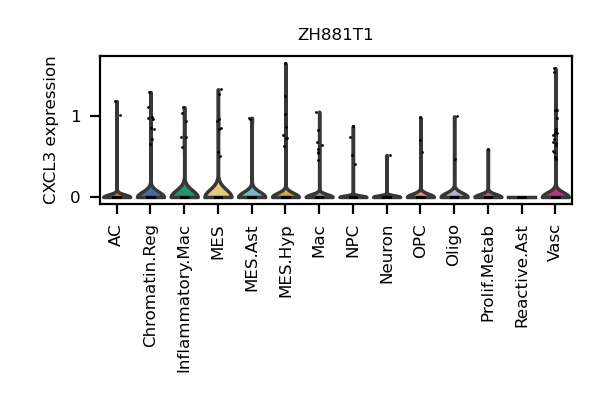 ZH881T1
CXCL3 expression
1
0
AC
Chromatin.Reg
Inflammatory.Mac
MES
MES.Ast
MES.Hyp
Mac
NPC
Neuron
OPC
Oligo
Prolif.Metab
Reactive.Ast
Vasc